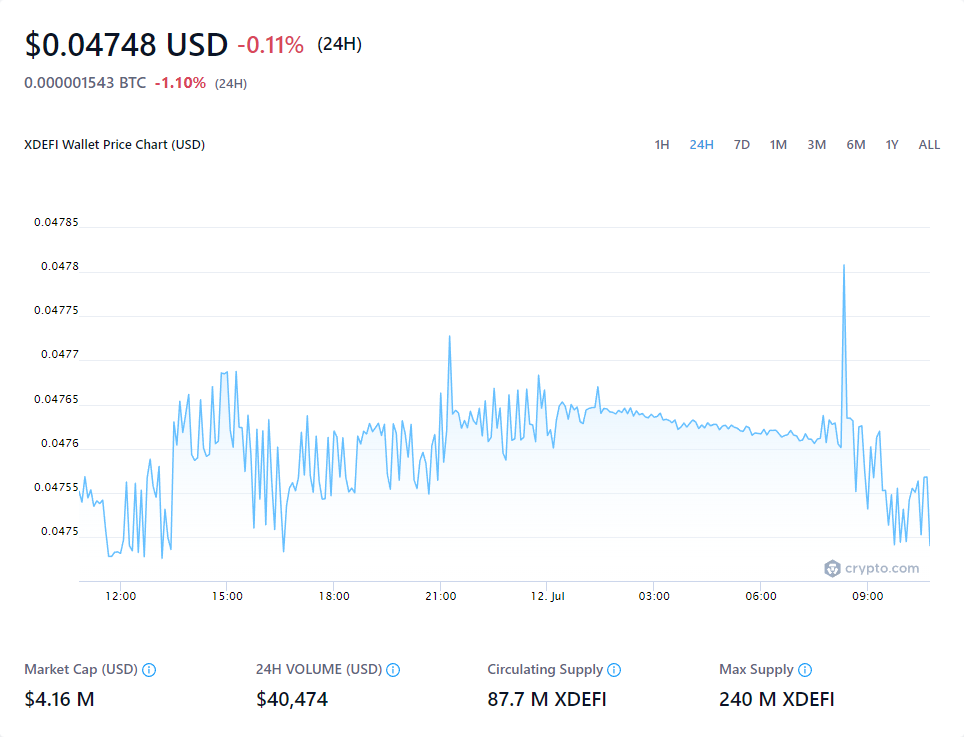 $0.04748 USD -0.11% (24H)
0.000001543 BTC -1.10% (24H)
XDEFI Wallet Price Chart (USD) 1H 24H 7D 1M 3M 6M 1Y ALL
0.04785
0.0478
0.04775
0.0477
0.04765
0.0476
0.04755
0.0475
crypto.com
12:00 15:00 18:00 21:00 12. Jul 03:00 06:00 09:00
Market Cap (USD) 24H VOLUME (USD) Circulating Supply Max Supply
$4.16 M $40,474 87.7 M XDEFI 240 M XDEFI